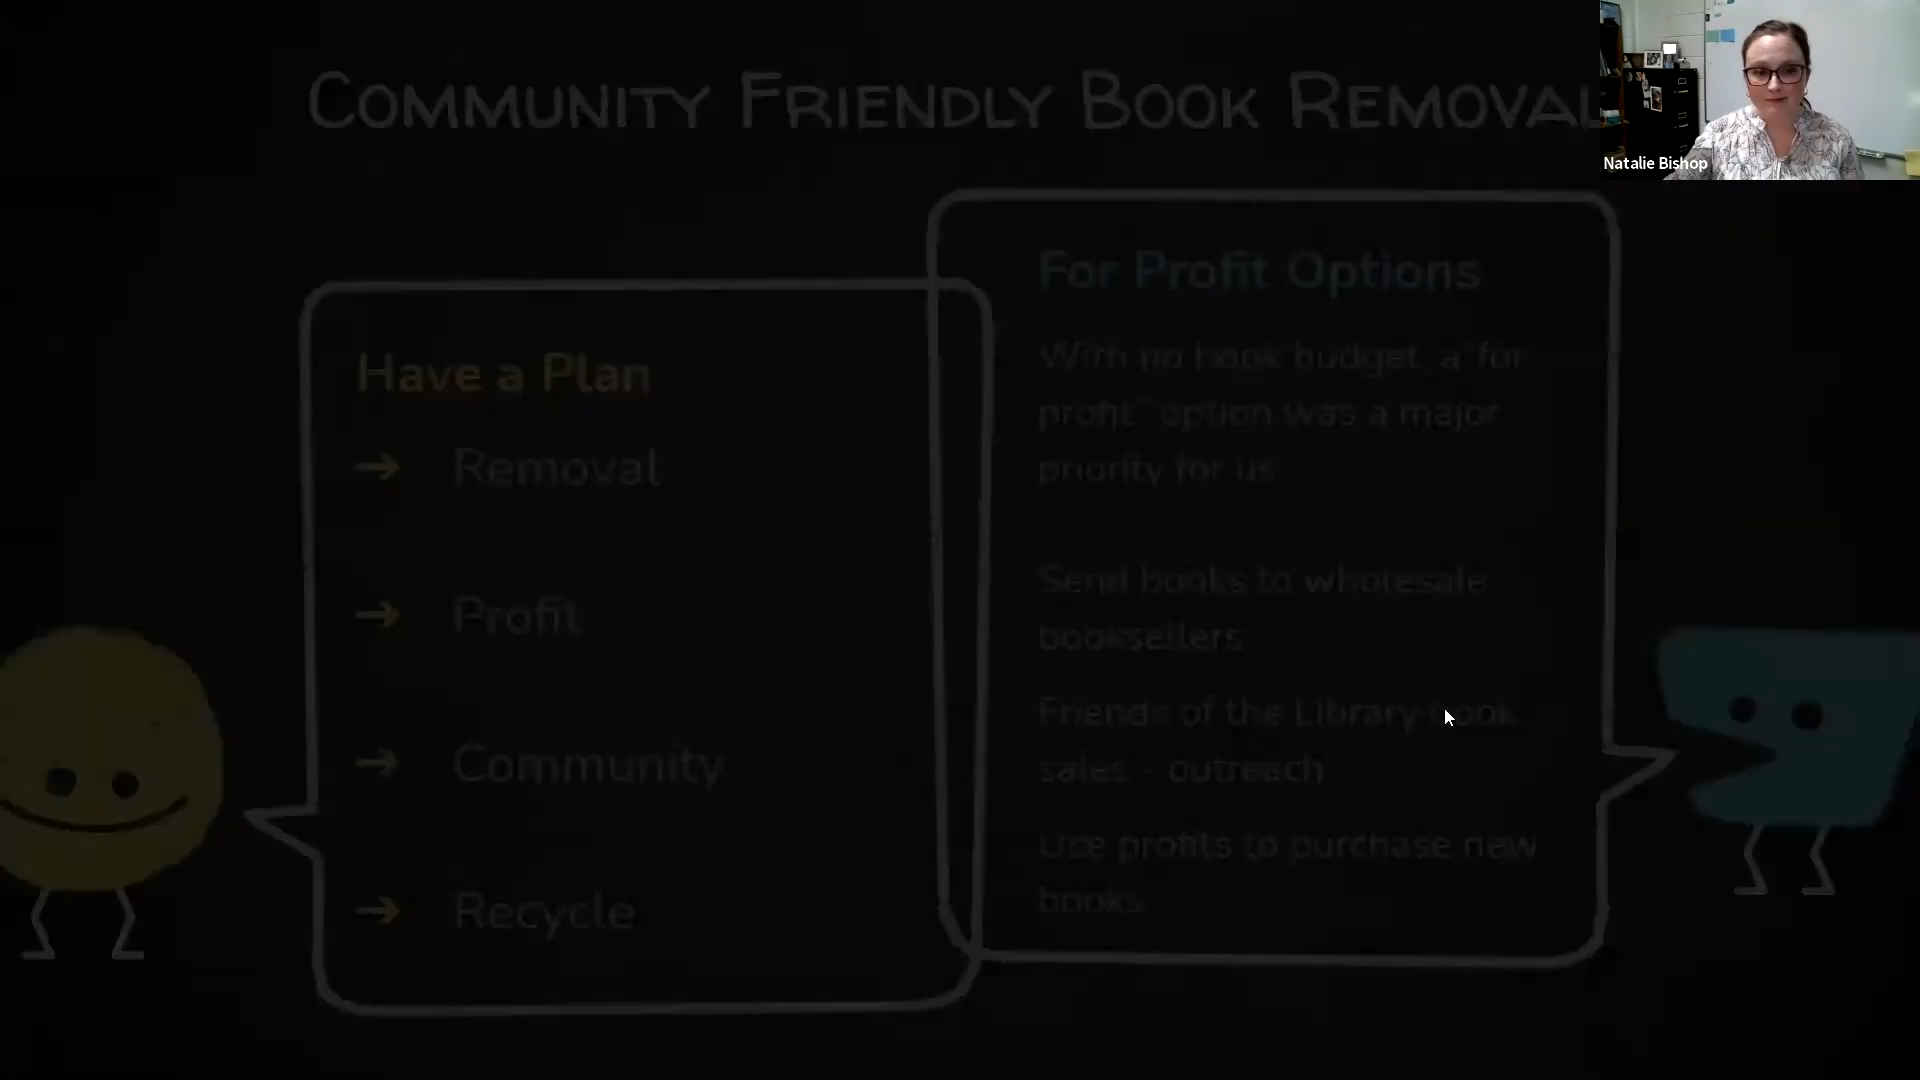 COMMUNITY FRIENDLY BOOK REMOVAL
Natalie Bishop
Have a Plan
➔ Removal
➔ Profit
➔ Community
➔ Recycle
For Profit Options
With no book budget, a "for
profit" option was a major
priority for us
Send books to wholesale
booksellers
Friends of the Library book
sales - outreach
Use profits to purchase new
books